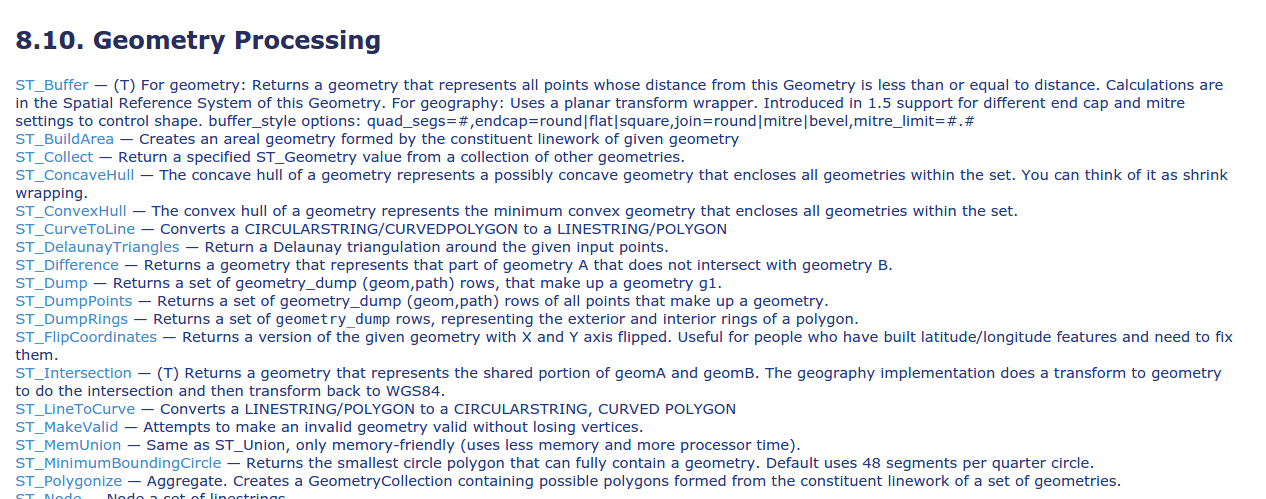 8.10. Geometry Processing
ST_Buffer — (T) For geometry: Returns a geometry that represents all points whose distance from this Geometry is less than or equal to distance. Calculations are
in the Spatial Reference System of this Geometry. For geography: Uses a planar transform wrapper. Introduced in 1.5 support for different end cap and mitre
settings to control shape. buffer_style options: quad_segs=#,endcap=round|flat|square,join=round|mitre|bevel,mitre_limit=#.#
ST_BuildArea — Creates an areal geometry formed by the constituent linework of given geometry
ST_Collect — Return a specified ST_Geometry value from a collection of other geometries.
ST_ConcaveHull — The concave hull of a geometry represents a possibly concave geometry that encloses all geometries within the set. You can think of it as shrink
wrapping.
ST_ConvexHull — The convex hull of a geometry represents the minimum convex geometry that encloses all geometries within the set.
ST_CurveToLine — Converts a CIRCULARSTRING/CURVEDPOLYGON to a LINESTRING/POLYGON
ST_DelaunayTriangles — Return a Delaunay triangulation around the given input points.
ST_Difference — Returns a geometry that represents that part of geometry A that does not intersect with geometry B.
ST_Dump — Returns a set of geometry_dump (geom,path) rows, that make up a geometry g1.
ST_DumpPoints — Returns a set of geometry_dump (geom,path) rows of all points that make up a geometry.
ST_DumpRings — Returns a set of geometry_dump rows, representing the exterior and interior rings of a polygon.
ST_FlipCoordinates — Returns a version of the given geometry with X and Y axis flipped. Useful for people who have built latitude/longitude features and need to fix
them.
ST_Intersection — (T) Returns a geometry that represents the shared portion of geomA and geomB. The geography implementation does a transform to geometry
to do the intersection and then transform back to WGS84.
ST_LineToCurve — Converts a LINESTRING/POLYGON to a CIRCULARSTRING, CURVED POLYGON
ST_MakeValid — Attempts to make an invalid geometry valid without losing vertices.
ST_MemUnion — Same as ST_Union, only memory-friendly (uses less memory and more processor time).
ST_MinimumBoundingCircle — Returns the smallest circle polygon that can fully contain a geometry. Default uses 48 segments per quarter circle.
ST_Polygonize — Aggregate. Creates a GeometryCollection containing possible polygons formed from the constituent linework of a set of geometries.
ST_Node — Node a set of linestrings.